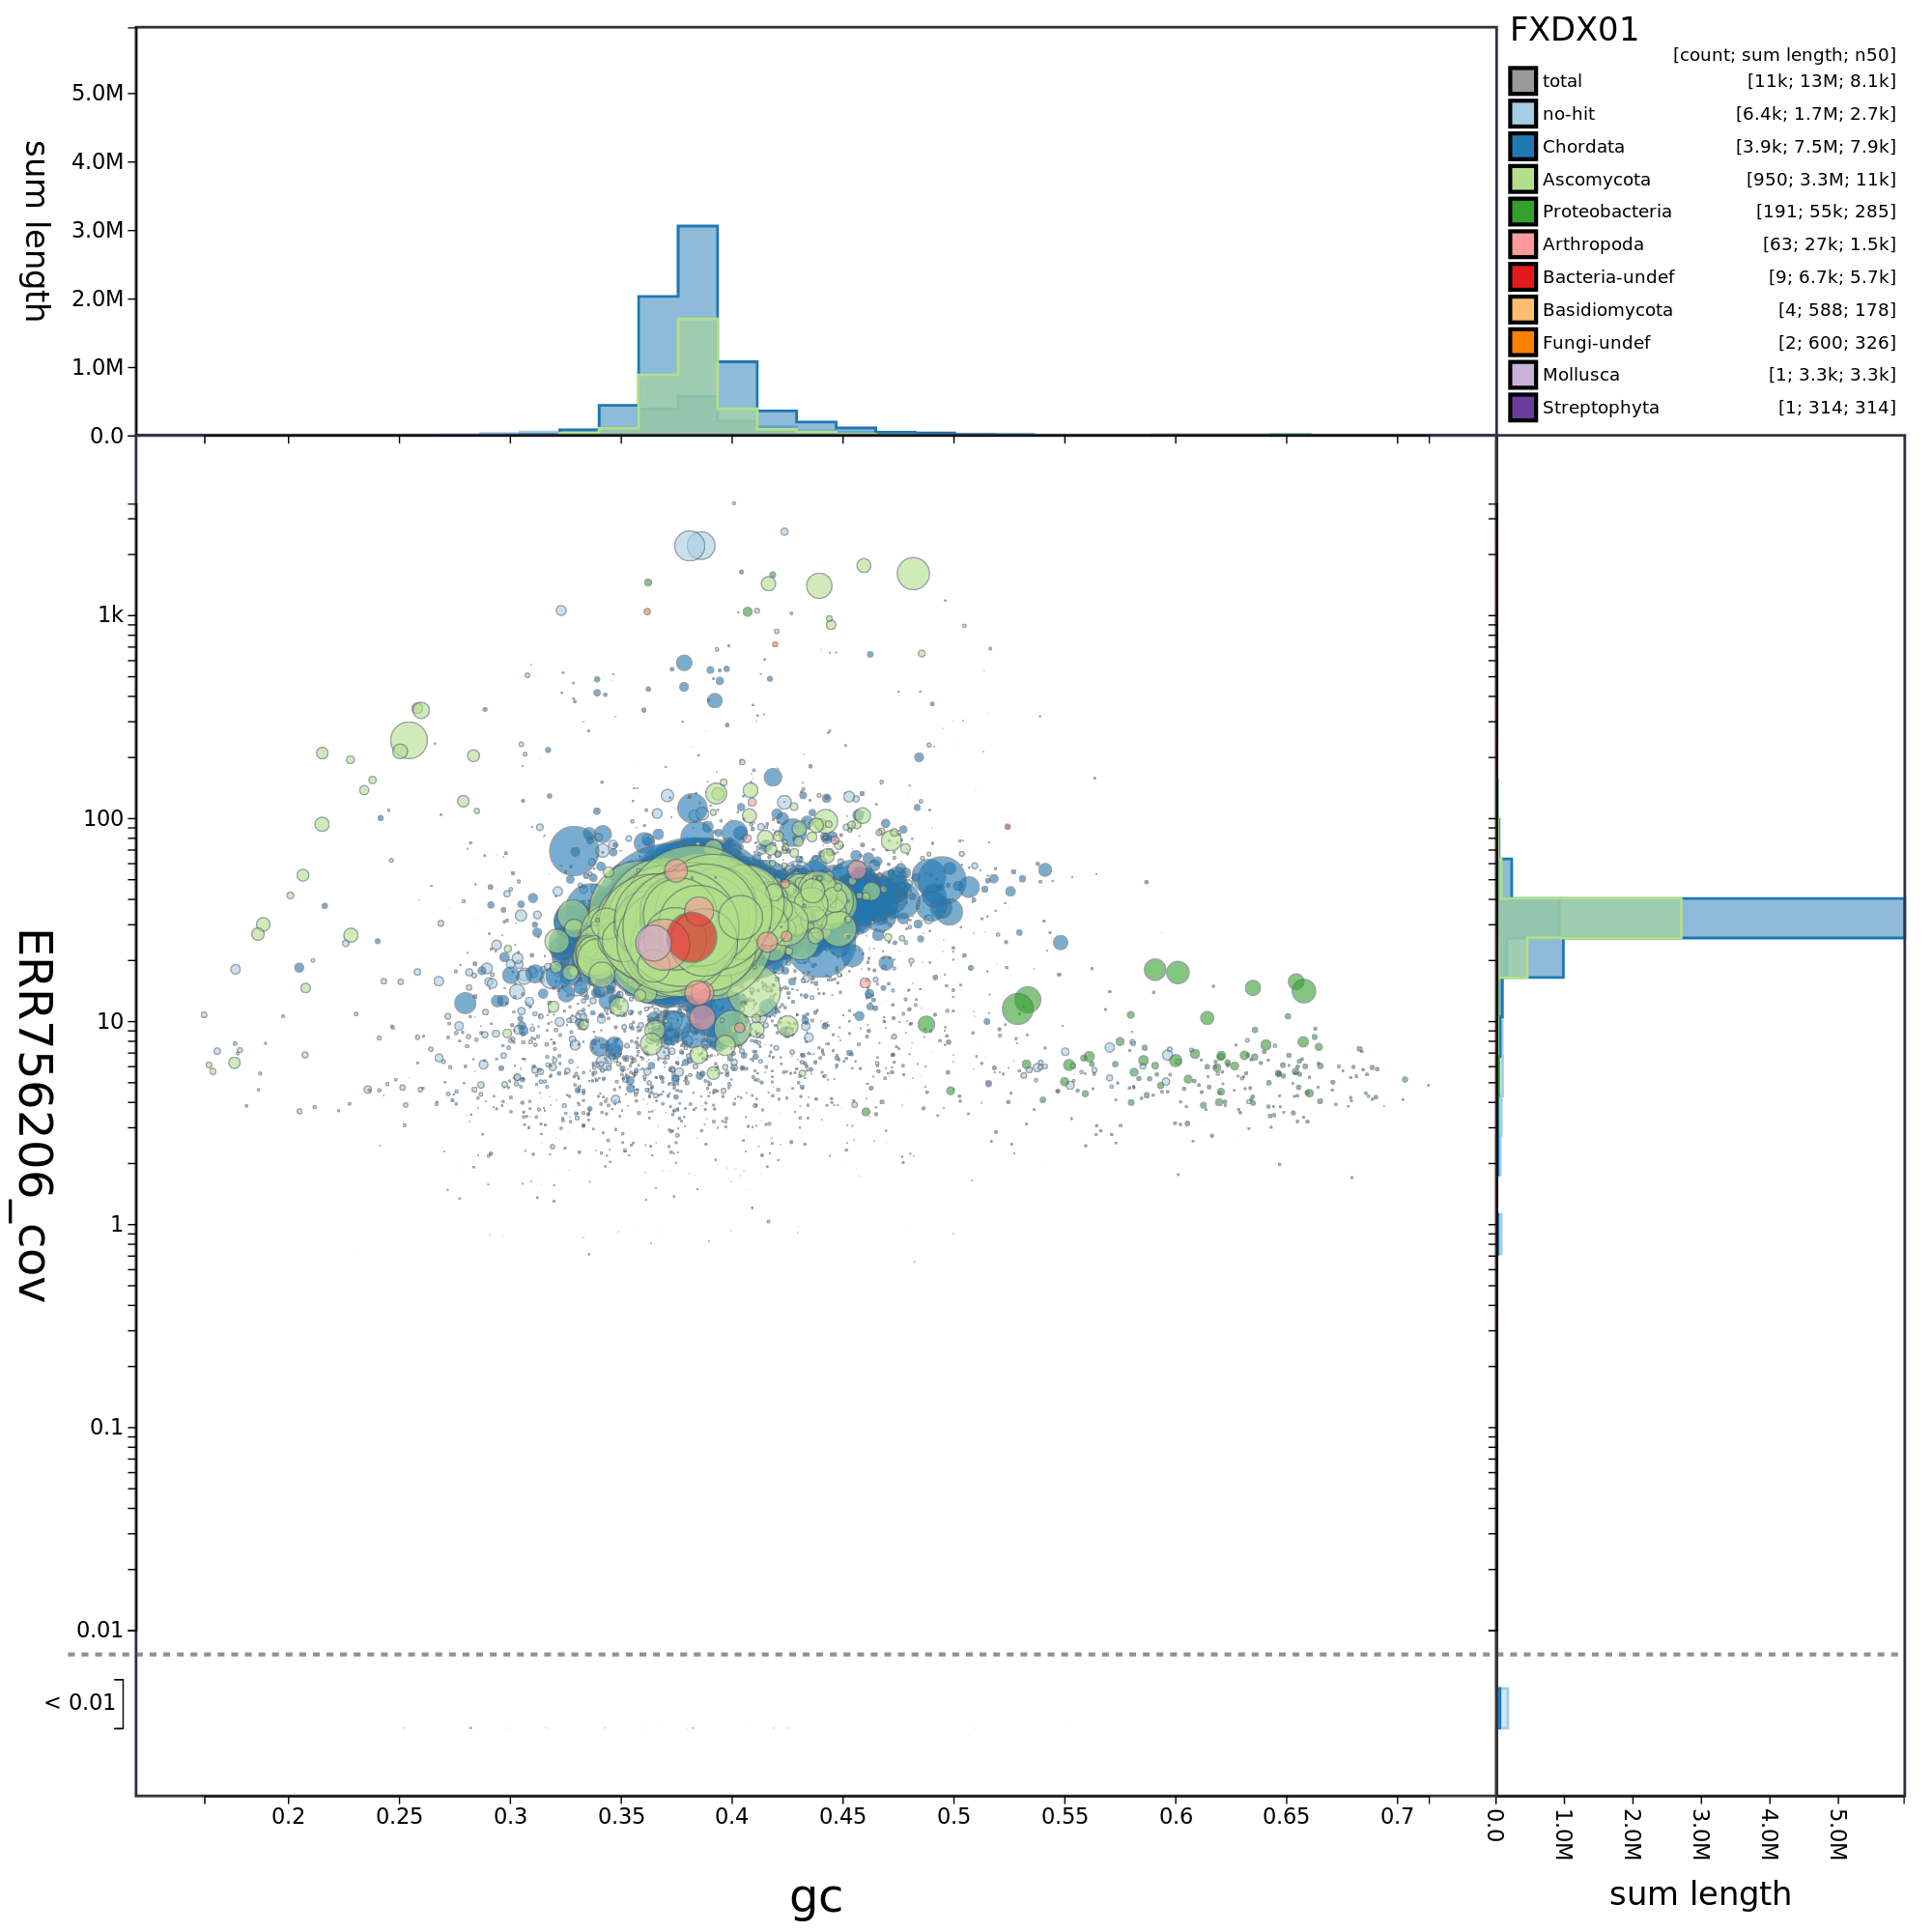 FXDX01
[count; sum length; n50]
total [11k; 13M; 8.1k]
no-hit [6.4k; 1.7M; 2.7k]
Chordata [3.9k; 7.5M; 7.9k]
Ascomycota [950; 3.3M; 11k]
Proteobacteria [191; 55k; 285]
Arthropoda [63; 27k; 1.5k]
Bacteria-undef [9; 6.7k; 5.7k]
Basidiomycota [4; 588; 178]
Fungi-undef [2; 600; 326]
Mollusca [1; 3.3k; 3.3k]
Streptophyta [1; 314; 314]
sum length
5.0M
4.0M
3.0M
2.0M
1.0M
0.0
ERR756206_cov
1k
100
10
1
0.1
0.01
< 0.01
0.2 0.25 0.3 0.35 0.4 0.45 0.5 0.55 0.6 0.65 0.7
gc
0.0 1.0M 2.0M 3.0M 4.0M 5.0M
sum length